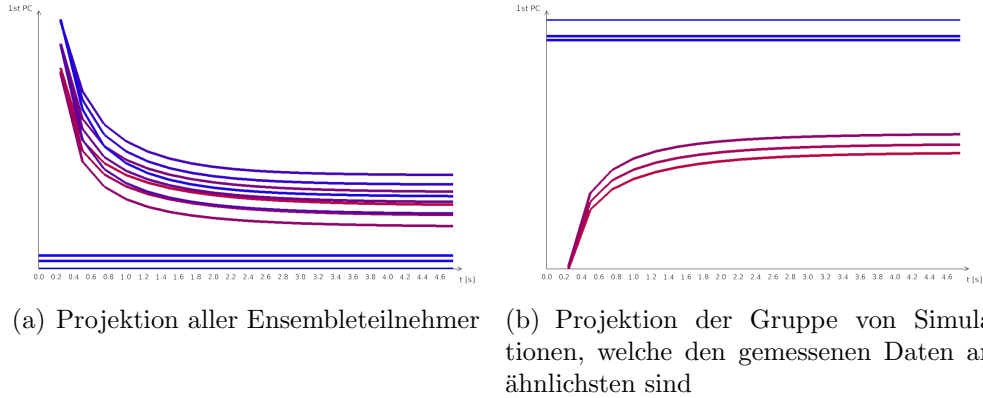 1st PC
0.0 0.2 0.4 0.6 0.8 1.0 1.2 1.4 1.6 1.8 2.0 2.2 2.4 2.6 2.8 3.0 3.2 3.4 3.6 3.8 4.0 4.2 4.4 4.6
t [s]
(a) Projektion aller Ensembleteilnehmer
1st PC
0.0 0.2 0.4 0.6 0.8 1.0 1.2 1.4 1.6 1.8 2.0 2.2 2.4 2.6 2.8 3.0 3.2 3.4 3.6 3.8 4.0 4.2 4.4 4.6
t [s]
(b) Projektion der Gruppe von Simula
tionen, welche den gemessenen Daten
ähnlichsten sind